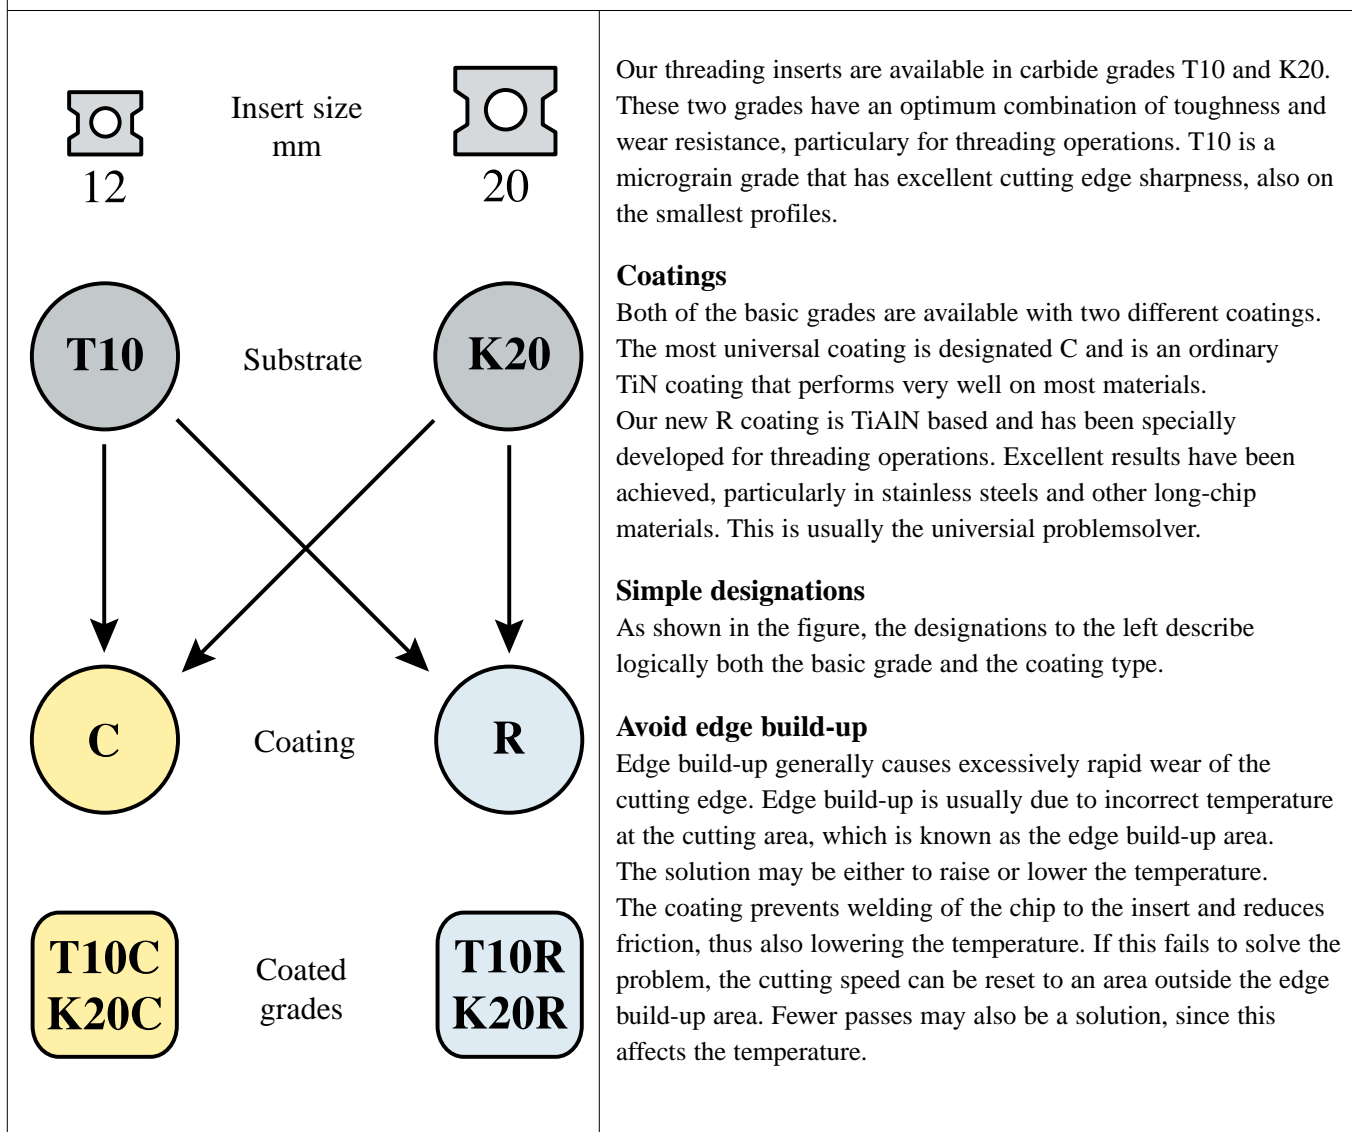 Insert size
mm
12
20
T10
Substrate
K20
C
Coating
R
T10C
K20C
Coated
grades
T10R
K20R
Our threading inserts are available in carbide grades T10 and K20.
These two grades have an optimum combination of toughness and
wear resistance, particulary for threading operations. T10 is a
micrograin grade that has excellent cutting edge sharpness, also on
the smallest profiles.
Coatings
Both of the basic grades are available with two different coatings.
The most universal coating is designated C and is an ordinary
TiN coating that performs very well on most materials.
Our new R coating is TiAlN based and has been specially
developed for threading operations. Excellent results have been
achieved, particularly in stainless steels and other long-chip
materials. This is usually the universial problemsolver.
Simple designations
As shown in the figure, the designations to the left describe
logically both the basic grade and the coating type.
Avoid edge build-up
Edge build-up generally causes excessively rapid wear of the
cutting edge. Edge build-up is usually due to incorrect temperature
at the cutting area, which is known as the edge build-up area.
The solution may be either to raise or lower the temperature.
The coating prevents welding of the chip to the insert and reduces
friction, thus also lowering the temperature. If this fails to solve the
problem, the cutting speed can be reset to an area outside the edge
build-up area. Fewer passes may also be a solution, since this
affects the temperature.